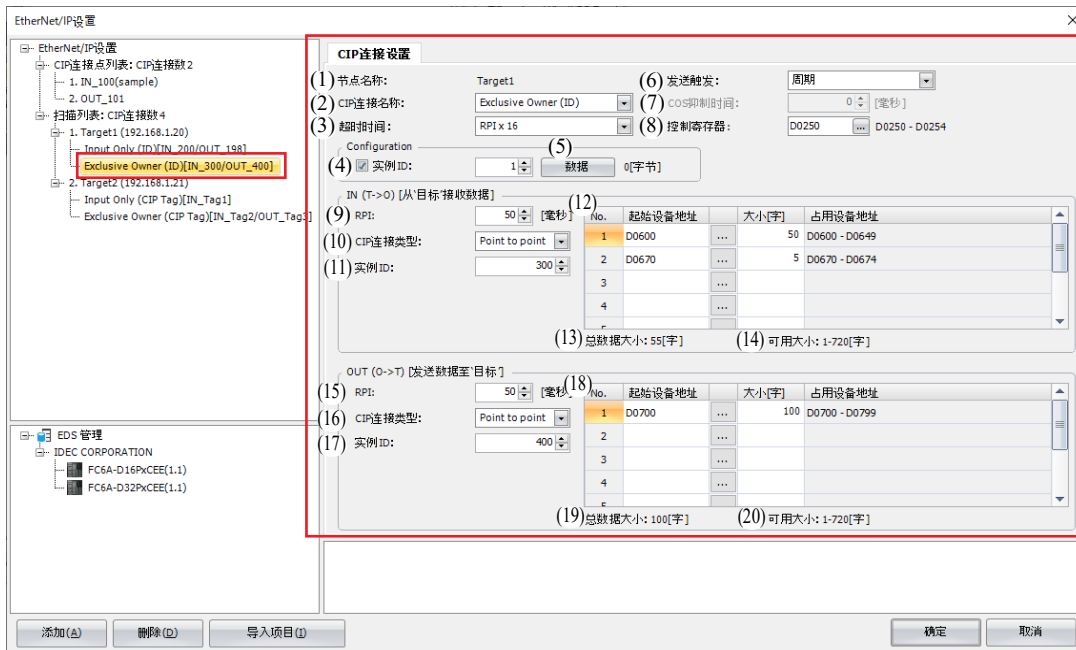 EtherNet/IP设置
EtherNet/IP设置
CIP连接点列表: CIP连接数2
1. IN_100(sample)
2. OUT_101
扫描列表: CIP连接数4
1. Target1 (192.168.1.20)
Input Only (ID)[IN_200/OUT_198]
Exclusive Owner (ID)[IN_300/OUT_400]
2. Target2 (192.168.1.21)
Input Only (CIP Tag)[IN_Tag1]
Exclusive Owner (CIP Tag)[IN_Tag2/OUT_Tag3]
EDS 管理
IDEC CORPORATION
FC6A-D16PxCEE(1.1)
FC6A-D32PxCEE(1.1)
CIP连接设置
(1) 节点名称: Target1 (6) 发送触发: 周期
(2) CIP连接名称: Exclusive Owner (ID) (7) COS抑制时间: 0 [毫秒]
(3) 超时时间: RPI x 16 (8) 控制寄存器: D0250 ... D0250 - D0254
Configuration (5)
(4) 实例ID: 1 数据 0[字节]
IN (T->O) [从'目标'接收数据] (12)
(9) RPI: 50 [毫秒]
(10) CIP连接类型: Point to point
(11) 实例ID: 300
No. 起始设备地址 大小[字] 占用设备地址
1 D0600 ... 50 D0600 - D0649
2 D0670 ... 5 D0670 - D0674
3 ...
4 ...
(13) 总数据大小: 55[字] (14) 可用大小: 1-720[字]
OUT (O->T) [发送数据至'目标'] (18)
(15) RPI: 50 [毫秒]
(16) CIP连接类型: Point to point
(17) 实例ID: 400
No. 起始设备地址 大小[字] 占用设备地址
1 D0700 ... 100 D0700 - D0799
2 ...
3 ...
4 ...
(19) 总数据大小: 100[字] (20) 可用大小: 1-720[字]
添加(A) 删除(D) 导入项目(I) 确定 取消